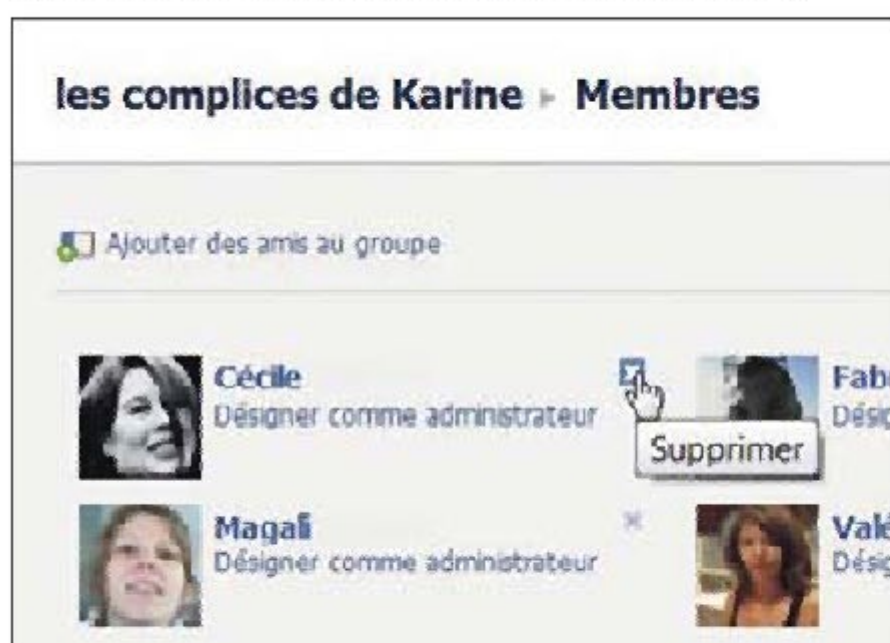 les complices de Karine ▸ Membres
Ajouter des amis au groupe
Cécile
Désigner comme administrateur
Supprimer
Magali
Désigner comme administrateur